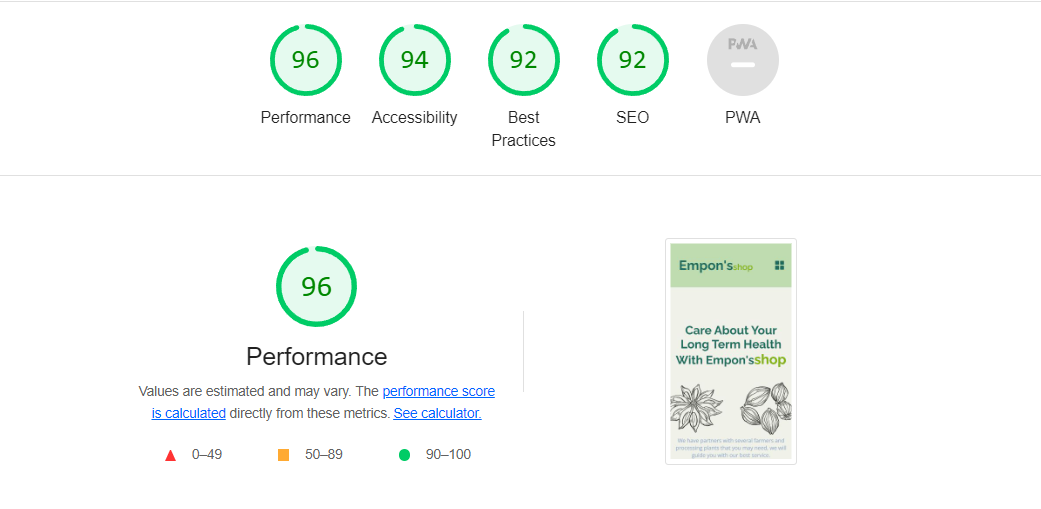 96
94
92
92
PWA
Performance
Accessibility
Best
Practices
SEO
PWA
96
Performance
Values are estimated and may vary. The performance score
is calculated directly from these metrics. See calculator.
0–49
50–89
90–100
Empon'sshop
Care About Your
Long Term Health
With Empon'sshop
We have partners with several farmers and
processing plants that you may need, we will
guide you with our best service.